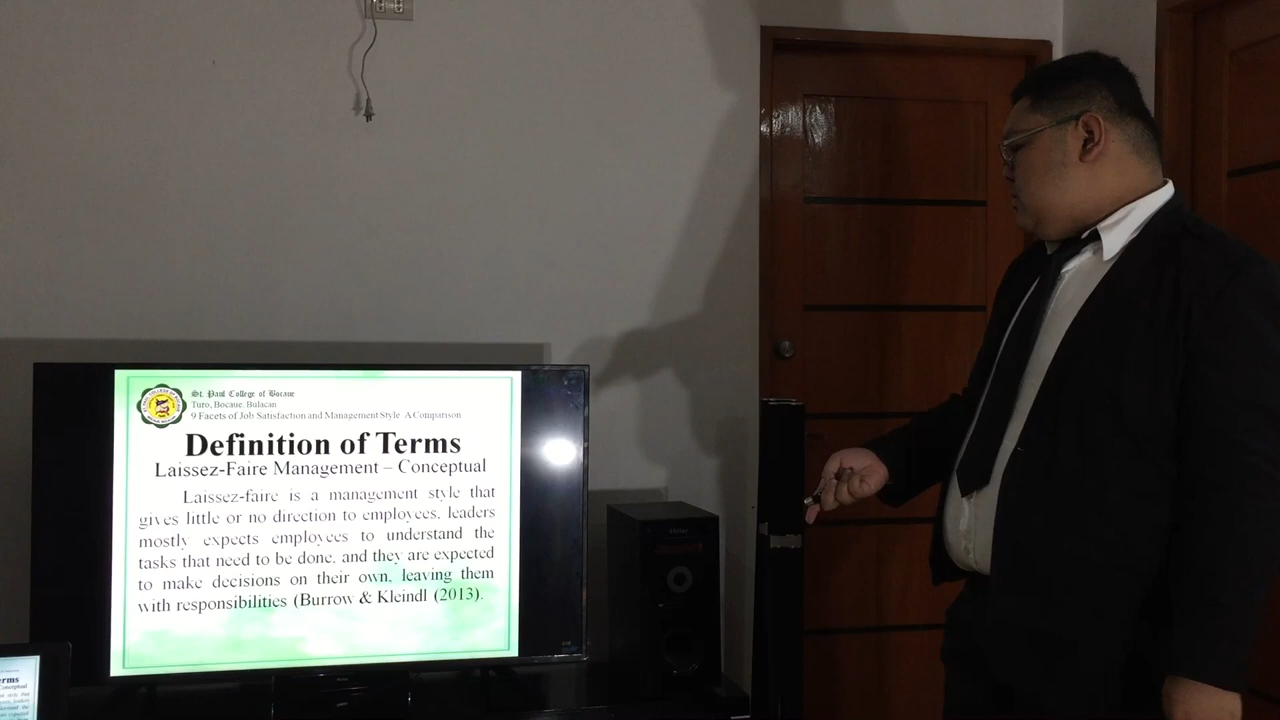 St. Paul College of Bocaue
Turo, Bocaue, Bulacan
9 Facets of Job Satisfaction and Management Style A Comparison
Definition of Terms
Laissez-Faire Management – Conceptual
Laissez-faire is a management style that
gives little or no direction to employees, leaders
mostly expects employees to understand the
tasks that need to be done, and they are expected
to make decisions on their own, leaving them
with responsibilities (Burrow & Kleindl (2013).